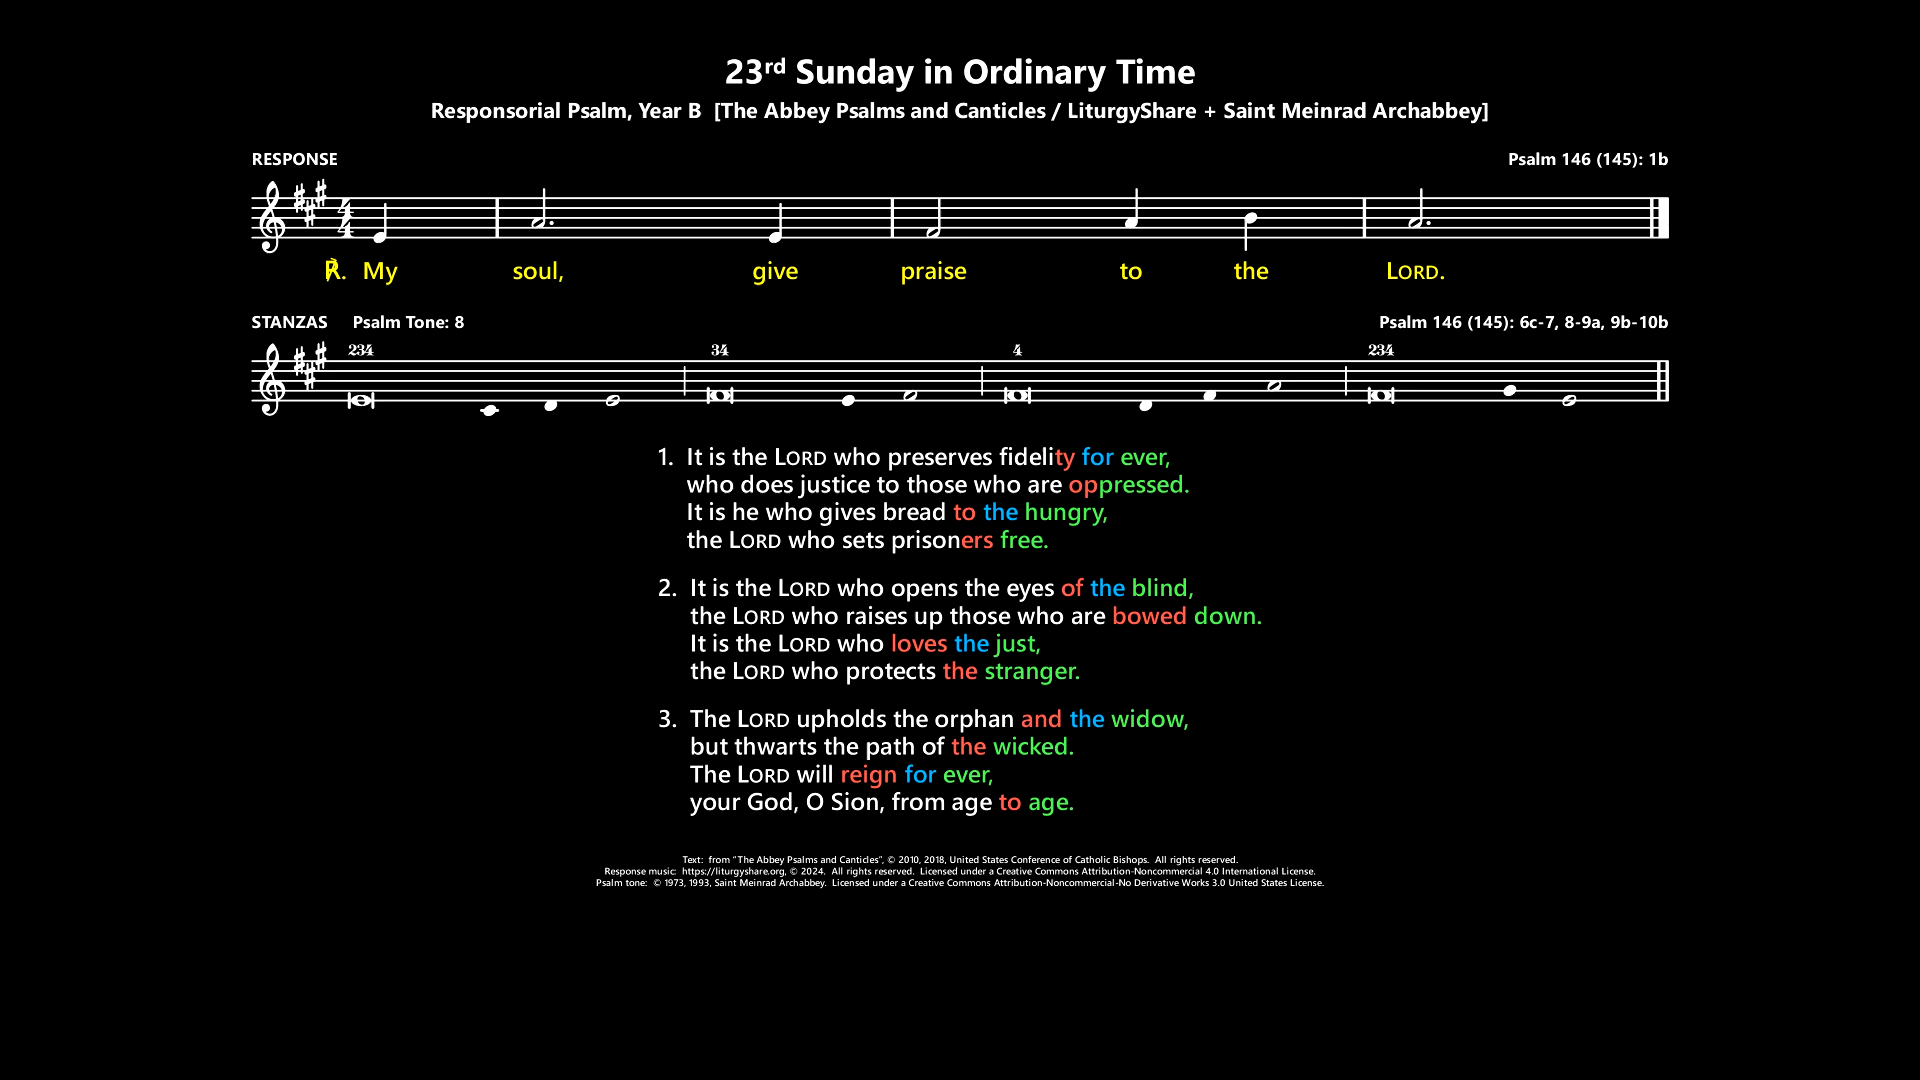 23rd Sunday in Ordinary Time
Responsorial Psalm, Year B [The Abbey Psalms and Canticles / LiturgyShare + Saint Meinrad Archabbey]
RESPONSE Psalm 146 (145): 1b
4/4
℟. My soul, give praise to the LORD.
STANZAS Psalm Tone: 8 Psalm 146 (145): 6c-7, 8-9a, 9b-10b
234 34 4 234
1. It is the LORD who preserves fidelity for ever,
who does justice to those who are oppressed.
It is he who gives bread to the hungry,
the LORD who sets prisoners free.
2. It is the LORD who opens the eyes of the blind,
the LORD who raises up those who are bowed down.
It is the LORD who loves the just,
the LORD who protects the stranger.
3. The LORD upholds the orphan and the widow,
but thwarts the path of the wicked.
The LORD will reign for ever,
your God, O Sion, from age to age.
Text: from “The Abbey Psalms and Canticles”, © 2010, 2018, United States Conference of Catholic Bishops. All rights reserved.
Response music: https://liturgyshare.org, © 2024. All rights reserved. Licensed under a Creative Commons Attribution-Noncommercial 4.0 International License.
Psalm tone: © 1973, 1993, Saint Meinrad Archabbey. Licensed under a Creative Commons Attribution-Noncommercial-No Derivative Works 3.0 United States License.